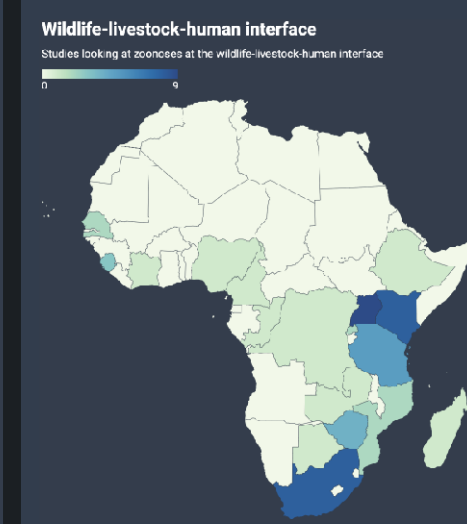 Wildlife-livestock-human interface
Studies looking at zoonoses at the wildlife-livestock-human interface
0 9